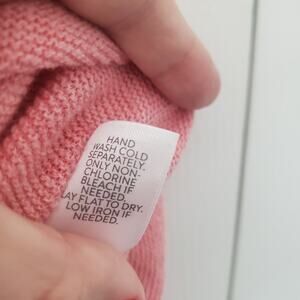 HAND
WASH COLD
SEPARATELY.
ONLY NON-
CHLORINE
BLEACH IF
NEEDED.
LAY FLAT TO DRY.
LOW IRON IF
NEEDED.